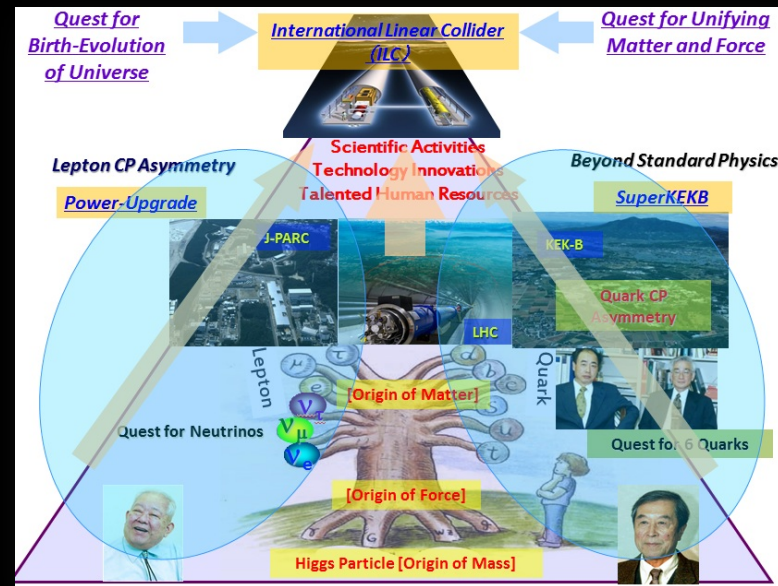 Quest for
Birth-Evolution
of Universe
International Linear Collider
(ILC)
Quest for Unifying
Matter and Force
Scientific Activities
Technology Innovations
Talented Human Resources
Lepton CP Asymmetry
Power-Upgrade
Beyond Standard Physics
SuperKEKB
J-PARC
LHC
KEK-B
Quark CP
Asymmetry
Lepton
Quark
μ
τ
e
d
b
c
s
u
t
[Origin of Matter]
Quest for Neutrinos
ντ
νμ
νe
Quest for 6 Quarks
[Origin of Force]
G
Higgs Particle [Origin of Mass]